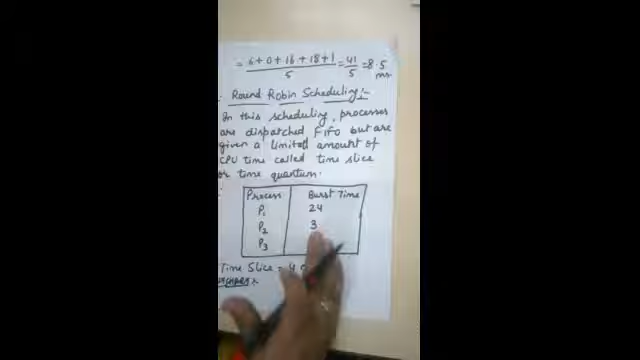 = 6+0+16+18+1 / 5 = 41/5 = 8.5 ms
Round Robin Scheduling:-
In this scheduling, processes
are dispatched FIFO but are
given a limited amount of
CPU time called time slice
or time quantum.
Process Burst Time
P1 24
P2 3
P3
Time Slice = 4